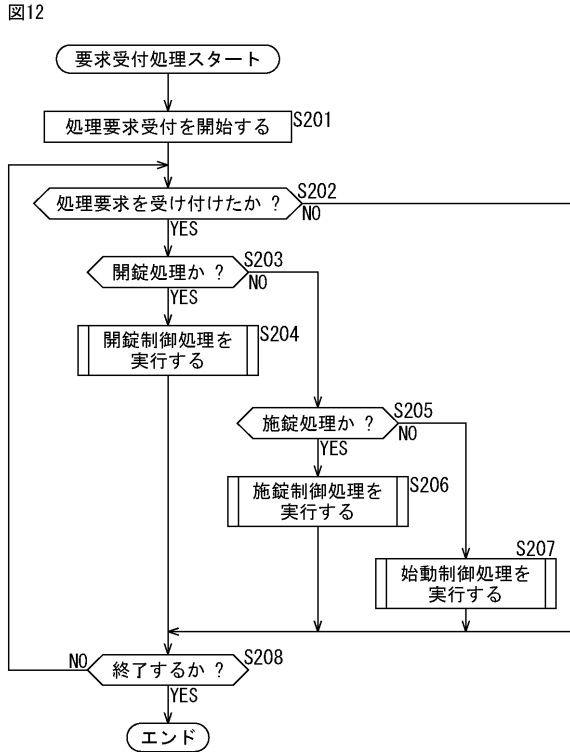 図12
要求受付処理スタート
処理要求受付を開始する
S201
処理要求を受け付けたか ?
S202
NO
YES
開錠処理か ?
S203
NO
YES
開錠制御処理を
実行する
S204
施錠処理か ?
S205
NO
YES
施錠制御処理を
実行する
S206
S207
始動制御処理を
実行する
NO
終了するか ?
S208
YES
エンド